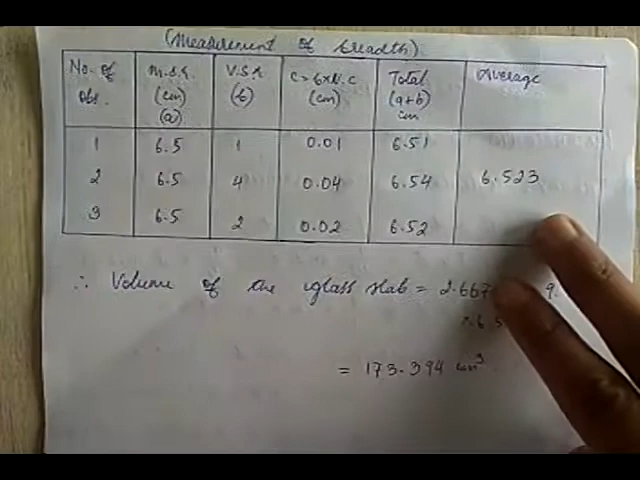 (Measurement of breadth)
No. of Obs. M.S.R. (cm) (a) V.S.R (b) C = b x V.C (cm) Total (a+b) cm Average
1 6.5 1 0.01 6.51
2 6.5 4 0.04 6.54 6.523
3 6.5 2 0.02 6.52
∴ Volume of the glass slab = 2.667 9.
= 173.394 cm³